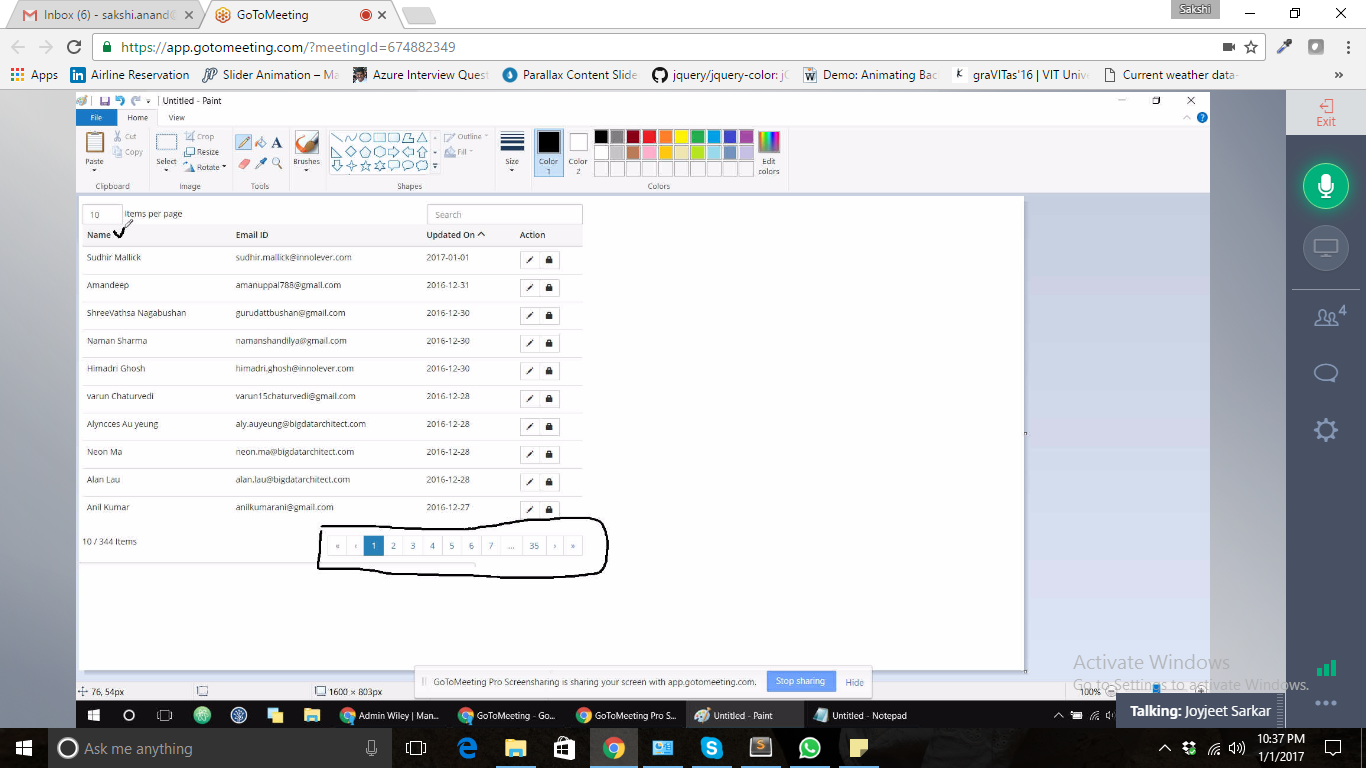 Inbox (6) - sakshi.anand@
GoToMeeting
Sakshi
https://app.gotomeeting.com/?meetingId=674882349
Apps
Airline Reservation
Slider Animation – Ma
Azure Interview Quest
Parallax Content Slide
jquery/jquery-color: jQ
Demo: Animating Bac
graVITas'16 | VIT Univ
Current weather data-
»
Untitled - Paint
Exit
File Home View
Cut
Copy
Paste
Crop
Resize
Rotate
Select
Brushes
Outline
Fill
Size
Color 1
Color 2
Edit colors
Clipboard Image Tools Shapes Colors
10 items per page
Search
Name Email ID Updated On Action
Sudhir Mallick sudhir.mallick@innolever.com 2017-01-01
Amandeep amanuppal788@gmail.com 2016-12-31
ShreeVathsa Nagabushan gurudattbushan@gmail.com 2016-12-30
Naman Sharma namanshandilya@gmail.com 2016-12-30
Himadri Ghosh himadri.ghosh@innolever.com 2016-12-30
varun Chaturvedi varun15chaturvedi@gmail.com 2016-12-28
Alyncces Au yeung aly.auyeung@bigdatarchitect.com 2016-12-28
Neon Ma neon.ma@bigdatarchitect.com 2016-12-28
Alan Lau alan.lau@bigdatarchitect.com 2016-12-28
Anil Kumar anilkumarani@gmail.com 2016-12-27
10 / 344 Items
« ‹ 1 2 3 4 5 6 7 ... 35 › »
4
GoToMeeting Pro Screensharing is sharing your screen with app.gotomeeting.com. Stop sharing Hide
Activate Windows
Go to Settings to activate Windows.
76, 54px
1600 × 803px
100%
Talking: Joyjeet Sarkar
Admin Wiley | Man...
GoToMeeting - Go...
GoToMeeting Pro S...
Untitled - Paint
Untitled - Notepad
Ask me anything
10:37 PM
1/1/2017